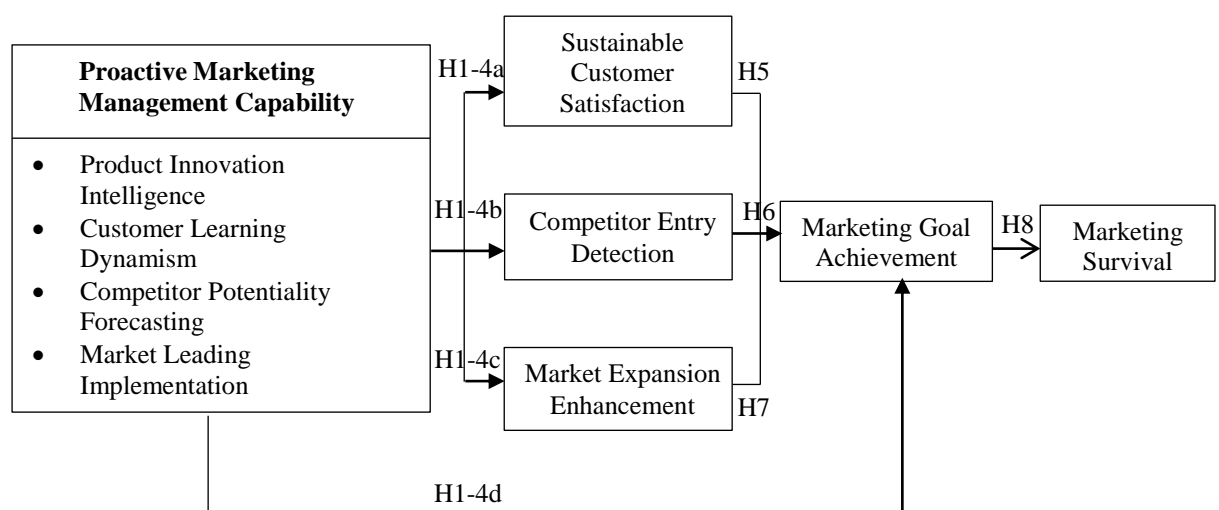 Proactive Marketing
Management Capability
• Product Innovation
Intelligence
• Customer Learning
Dynamism
• Competitor Potentiality
Forecasting
• Market Leading
Implementation
H1-4a
H1-4b
H1-4c
H1-4d
Sustainable
Customer
Satisfaction
Competitor Entry
Detection
Market Expansion
Enhancement
H5
H6
H7
Marketing Goal
Achievement
H8
Marketing
Survival